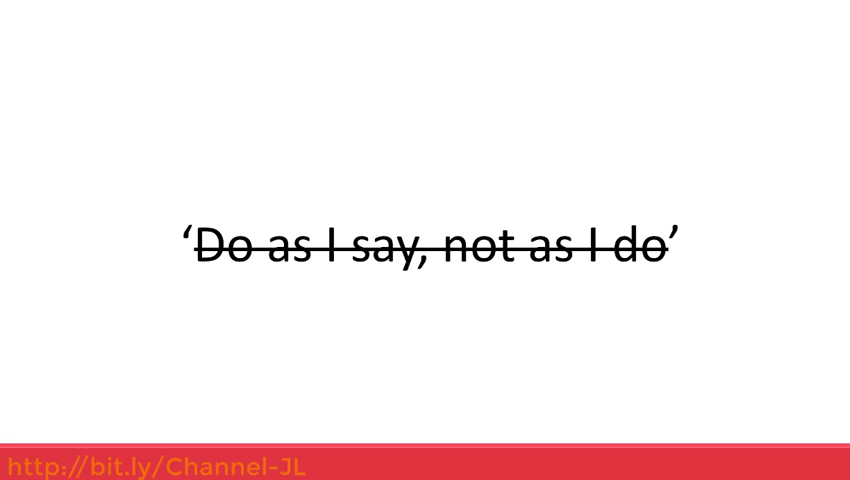 ‘Do as I say, not as I do’
http://bit.ly/Channel-JL